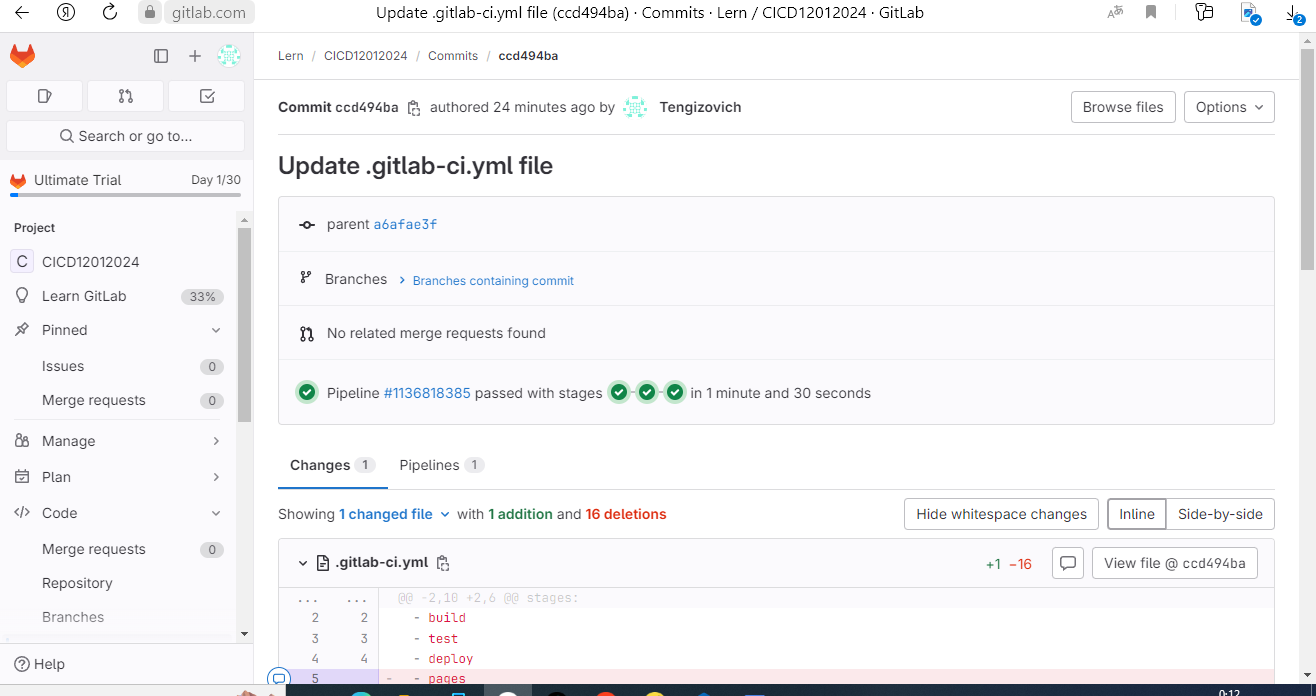 gitlab.com
Update .gitlab-ci.yml file (ccd494ba) · Commits · Lern / CICD12012024 · GitLab
2
Lern / CICD12012024 / Commits / ccd494ba
Commit ccd494ba authored 24 minutes ago by Tengizovich
Browse files
Options
Search or go to...
Ultimate Trial
Day 1/30
Project
C CICD12012024
Learn GitLab 33%
Pinned
Issues 0
Merge requests 0
Manage
Plan
Code
Merge requests 0
Repository
Branches
Help
Update .gitlab-ci.yml file
parent a6afae3f
Branches > Branches containing commit
No related merge requests found
Pipeline #1136818385 passed with stages in 1 minute and 30 seconds
Changes 1
Pipelines 1
Showing 1 changed file with 1 addition and 16 deletions
Hide whitespace changes
Inline
Side-by-side
.gitlab-ci.yml
+1 −16
View file @ ccd494ba
... ... @@ -2,10 +2,6 @@ stages:
2 2 - build
3 3 - test
4 4 - deploy
5 - - pages
0:12